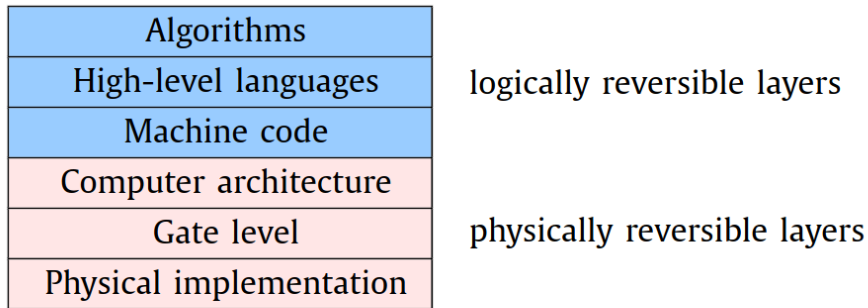 Algorithms
High-level languages
logically reversible layers
Machine code
Computer architecture
Gate level
physically reversible layers
Physical implementation